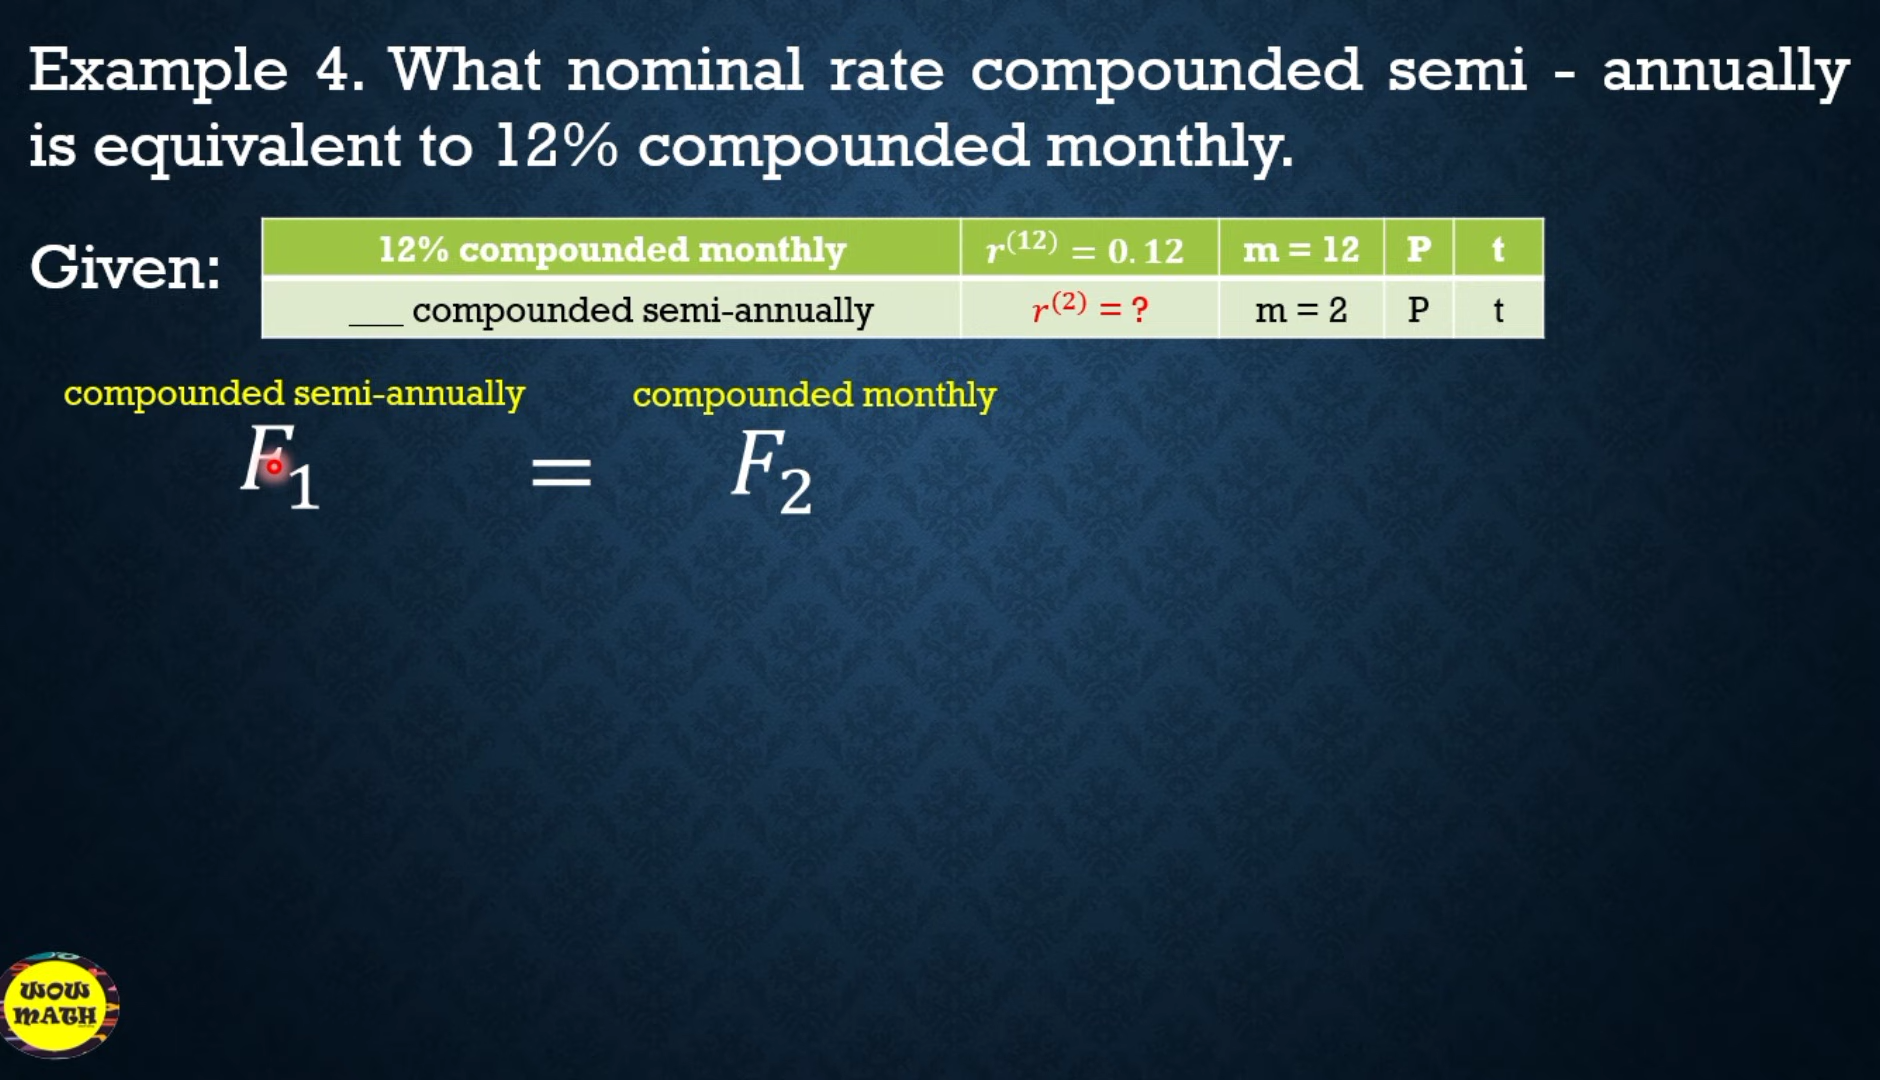 Example 4. What nominal rate compounded semi - annually
is equivalent to 12% compounded monthly.
Given:
12% compounded monthly r⁽¹²⁾ = 0.12 m = 12 P t
___ compounded semi-annually r⁽²⁾ = ? m = 2 P t
compounded semi-annually compounded monthly
F₁ = F₂
WOW
MATH